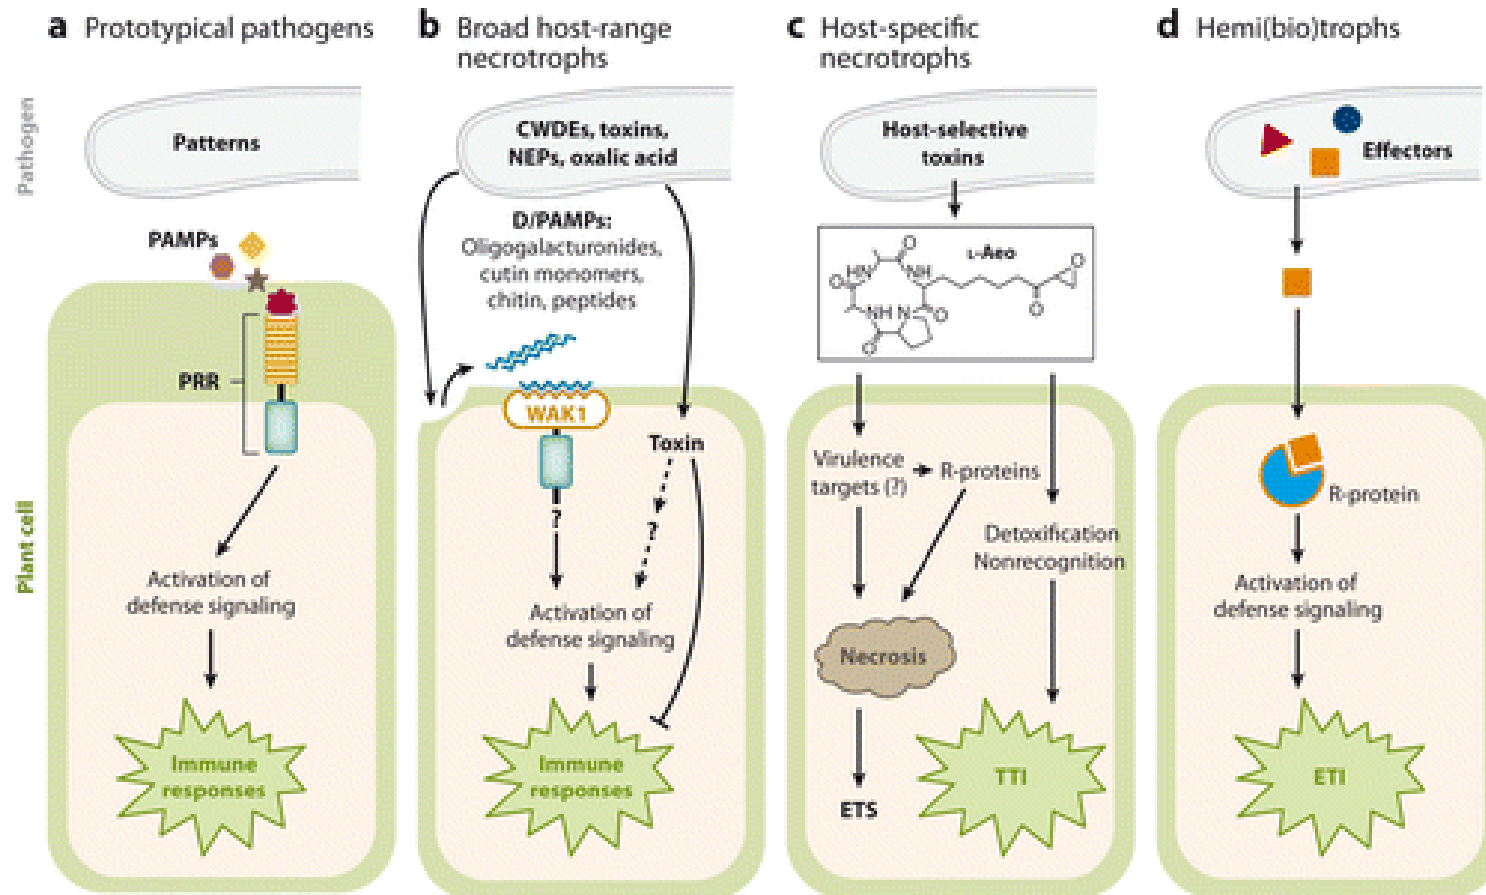 a Prototypical pathogens
b Broad host-range
necrotrophs
c Host-specific
necrotrophs
d Hemi(bio)trophs
Pathogen
Plant cell
Patterns
PAMPs
PRR
Activation of
defense signaling
Immune
responses
CWDEs, toxins,
NEPs, oxalic acid
D/PAMPs:
Oligogalacturonides,
cutin monomers,
chitin, peptides
WAK1
Toxin
?
?
Activation of
defense signaling
Immune
responses
Host-selective
toxins
L-Aeo
O
HN
NH
O
O
NH
N
O
O
O
Virulence
targets (?)
R-proteins
Detoxification
Nonrecognition
Necrosis
ETS
TTI
Effectors
R-protein
Activation of
defense signaling
ETI